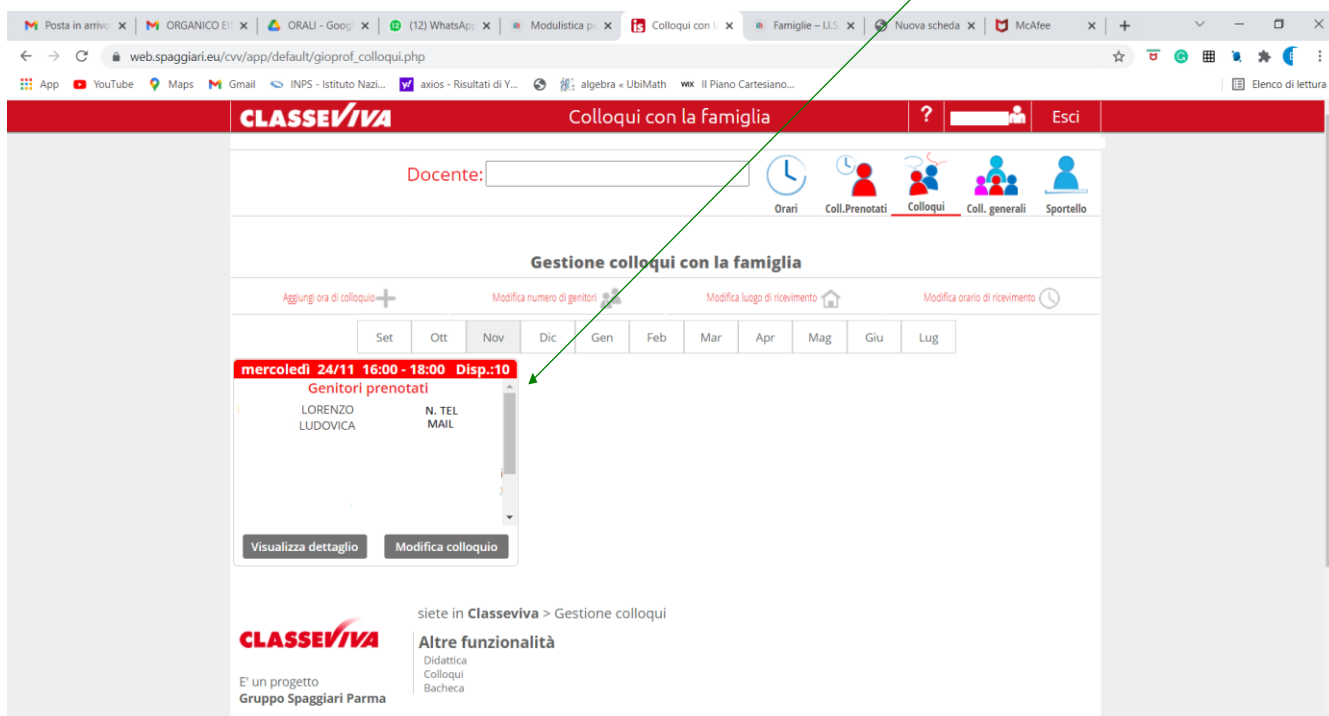 Posta in arrivo
ORGANICO
ORALI - Goog
(12) WhatsAp
Modulistica pe
Colloqui con l
Famiglie – I.I.S
Nuova scheda
McAfee
web.spaggiari.eu/cvv/app/default/gioprof_colloqui.php
App YouTube Maps Gmail INPS - Istituto Nazi... axios - Risultati di Y... algebra « UbiMath WIX Il Piano Cartesiano... Elenco di lettura
CLASSEVIVA Colloqui con la famiglia ? Esci
Docente:
Orari Coll.Prenotati Colloqui Coll. generali Sportello
Gestione colloqui con la famiglia
Aggiungi ora di colloquio Modifica numero di genitori Modifica luogo di ricevimento Modifica orario di ricevimento
Set Ott Nov Dic Gen Feb Mar Apr Mag Giu Lug
mercoledì 24/11 16:00 - 18:00 Disp.:10
Genitori prenotati
LORENZO N. TEL
LUDOVICA MAIL
Visualizza dettaglio Modifica colloquio
siete in Classeviva > Gestione colloqui
CLASSEVIVA
Altre funzionalità
Didattica
Colloqui
Bacheca
E' un progetto
Gruppo Spaggiari Parma